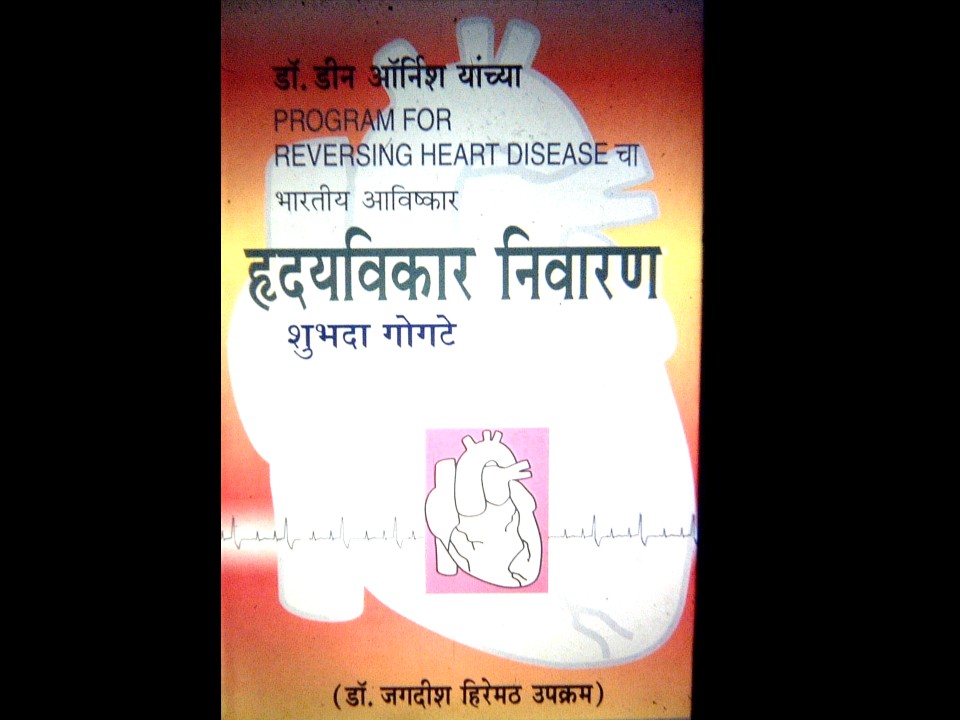 डॉ. डीन ऑर्निश यांच्या
PROGRAM FOR
REVERSING HEART DISEASE चा
भारतीय आविष्कार
हृदयविकार निवारण
शुभदा गोगटे
(डॉ. जगदीश हिरेमठ उपक्रम)